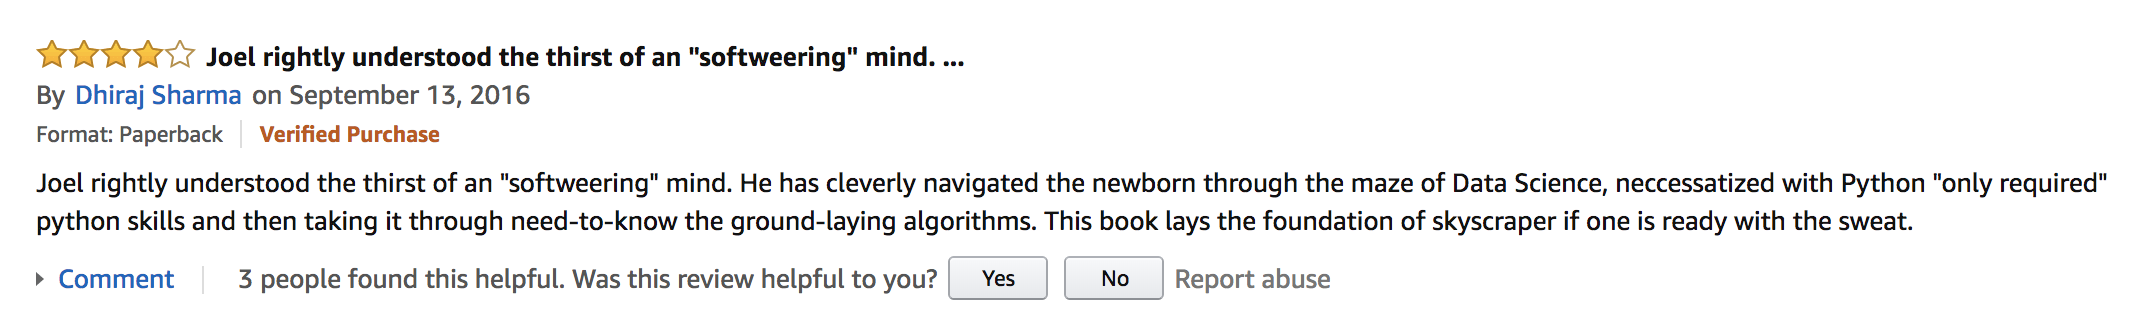 Joel rightly understood the thirst of an "softweering" mind. ...
By Dhiraj Sharma on September 13, 2016
Format: Paperback Verified Purchase
Joel rightly understood the thirst of an "softweering" mind. He has cleverly navigated the newborn through the maze of Data Science, neccessatized with Python "only required"
python skills and then taking it through need-to-know the ground-laying algorithms. This book lays the foundation of skyscraper if one is ready with the sweat.
Comment 3 people found this helpful. Was this review helpful to you? Yes No Report abuse